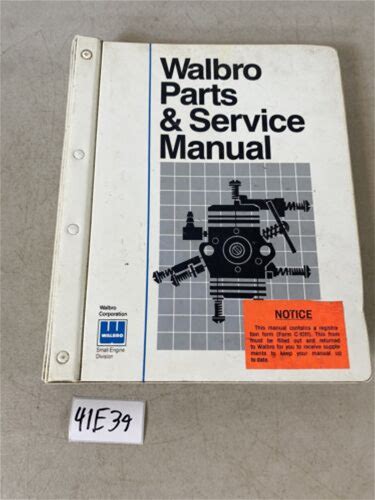 Walbro
Parts
& Service
Manual
Walbro
Corporation
WALBRO
Small Engine
Division
NOTICE
This manual contains a registra
tion form (Form C-1011). This form
must be filled out and returned
to Walbro for you to receive supple-
ments to keep your manual up
to date.
41E39